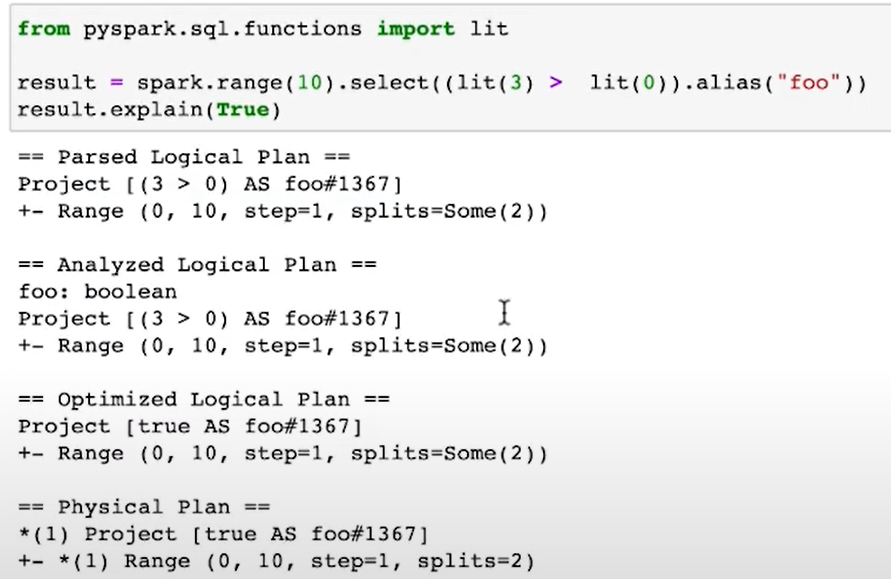 from pyspark.sql.functions import lit
result = spark.range(10).select((lit(3) >  lit(0)).alias("foo"))
result.explain(True)
== Parsed Logical Plan ==
Project [(3 > 0) AS foo#1367]
+- Range (0, 10, step=1, splits=Some(2))
== Analyzed Logical Plan ==
foo: boolean
Project [(3 > 0) AS foo#1367]
+- Range (0, 10, step=1, splits=Some(2))
== Optimized Logical Plan ==
Project [true AS foo#1367]
+- Range (0, 10, step=1, splits=Some(2))
== Physical Plan ==
*(1) Project [true AS foo#1367]
+- *(1) Range (0, 10, step=1, splits=2)